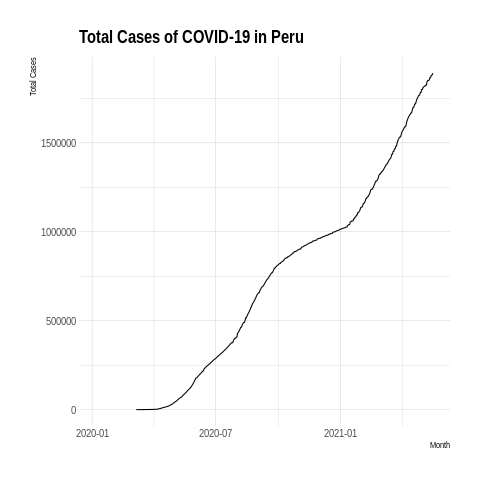 Total Cases of COVID-19 in Peru
Total Cases
1500000
1000000
500000
0
2020-01 2020-07 2021-01
Month